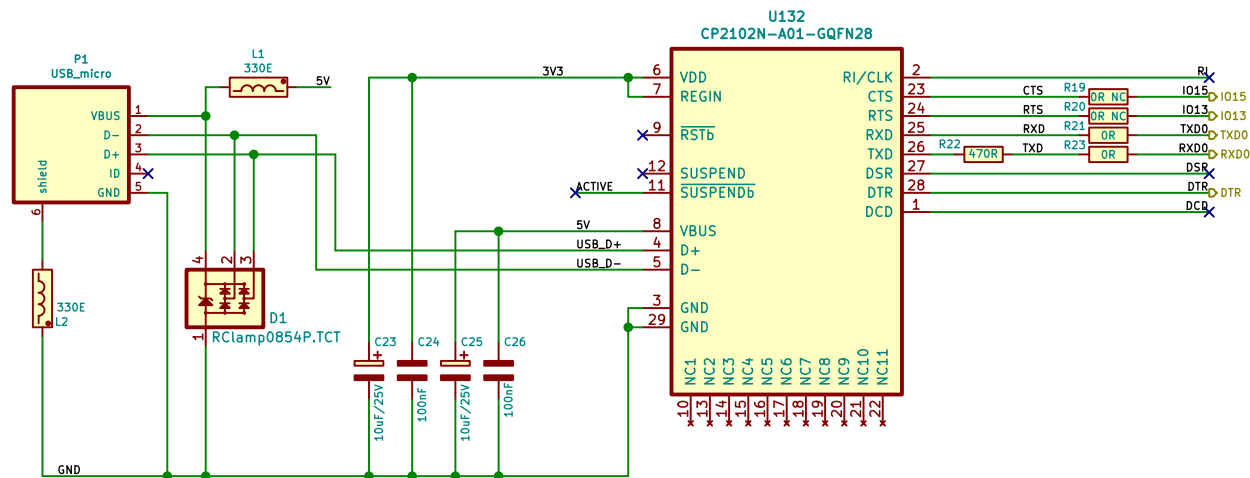 U132
CP2102N-A01-GQFN28
P1
USB_micro
L1
330E
5V
VBUS 1
D- 2
D+ 3
ID 4
GND 5
shield
6
330E
L2
4 2 3
1
D1
RClamp0854P.TCT
3V3
C23
10uF/25V
C24
100nF
C25
10uF/25V
C26
100nF
GND
ACTIVE
5V
USB_D+
USB_D-
6 VDD
7 REGIN
9 RSTb
12 SUSPEND
11 SUSPENDb
8 VBUS
4 D+
5 D-
3 GND
29 GND
RI/CLK 2 RI
CTS 23 CTS R19 0R NC IO15 IO15
RTS 24 RTS R20 0R NC IO13 IO13
RXD 25 RXD R21 0R TXD0 TXD0
TXD 26 R22 470R TXD R23 0R RXD0 RXD0
DSR 27 DSR
DTR 28 DTR DTR
DCD 1 DCD
NC1 NC2 NC3 NC4 NC5 NC6 NC7 NC8 NC9 NC10 NC11
10 13 14 15 16 17 18 19 20 21 22